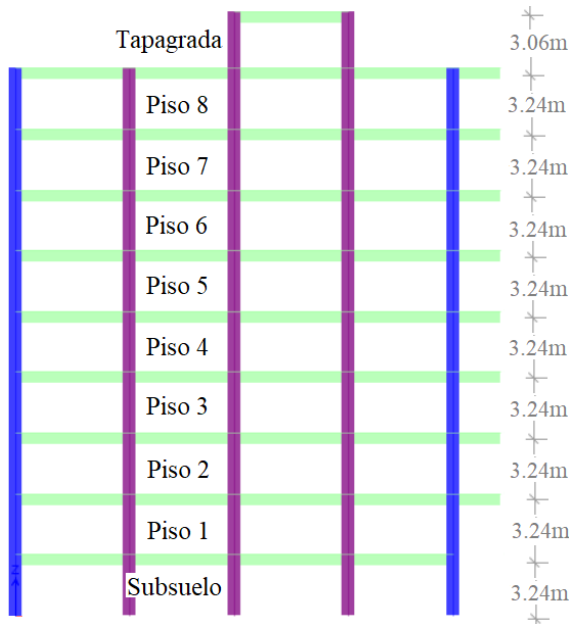 Tapagrada
3.06m
Piso 8
3.24m
Piso 7
3.24m
Piso 6
3.24m
Piso 5
3.24m
Piso 4
3.24m
Piso 3
3.24m
Piso 2
3.24m
Piso 1
3.24m
Z
Subsuelo
3.24m